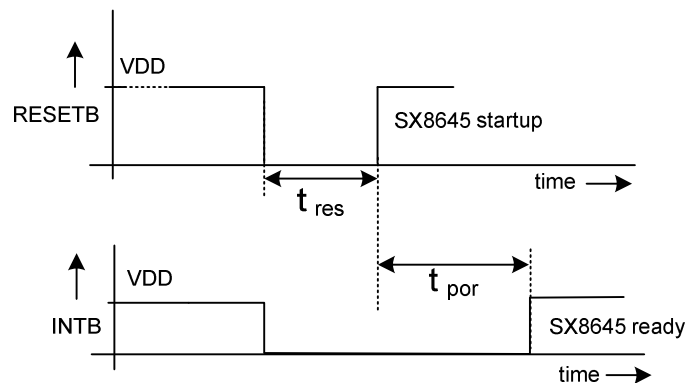 VDD
RESETB
SX8645 startup
time
t res
VDD
t por
INTB
SX8645 ready
time